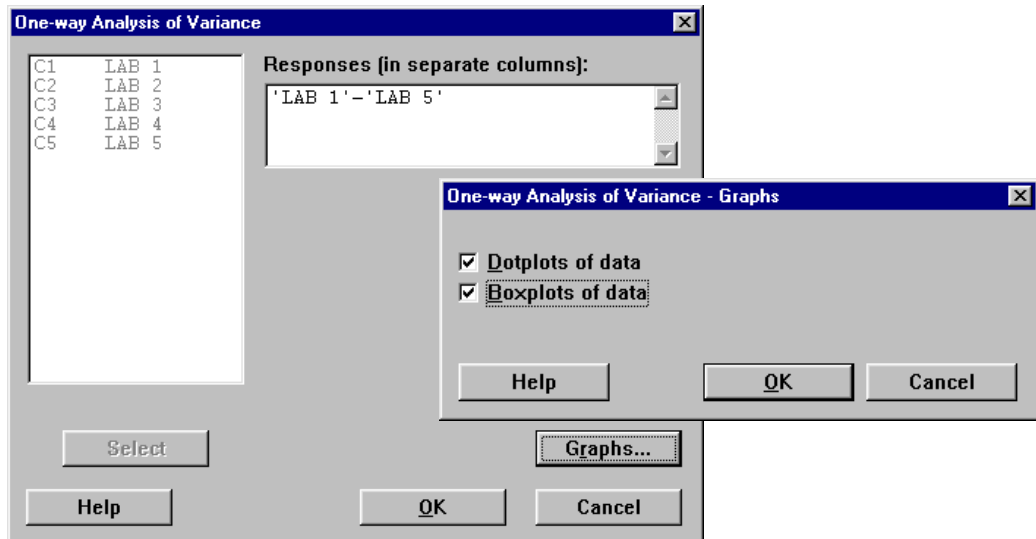 One-way Analysis of Variance
C1 LAB 1
C2 LAB 2
C3 LAB 3
C4 LAB 4
C5 LAB 5
Responses (in separate columns):
'LAB 1'-'LAB 5'
One-way Analysis of Variance - Graphs
Dotplots of data
Boxplots of data
Help OK Cancel
Select Graphs...
Help OK Cancel